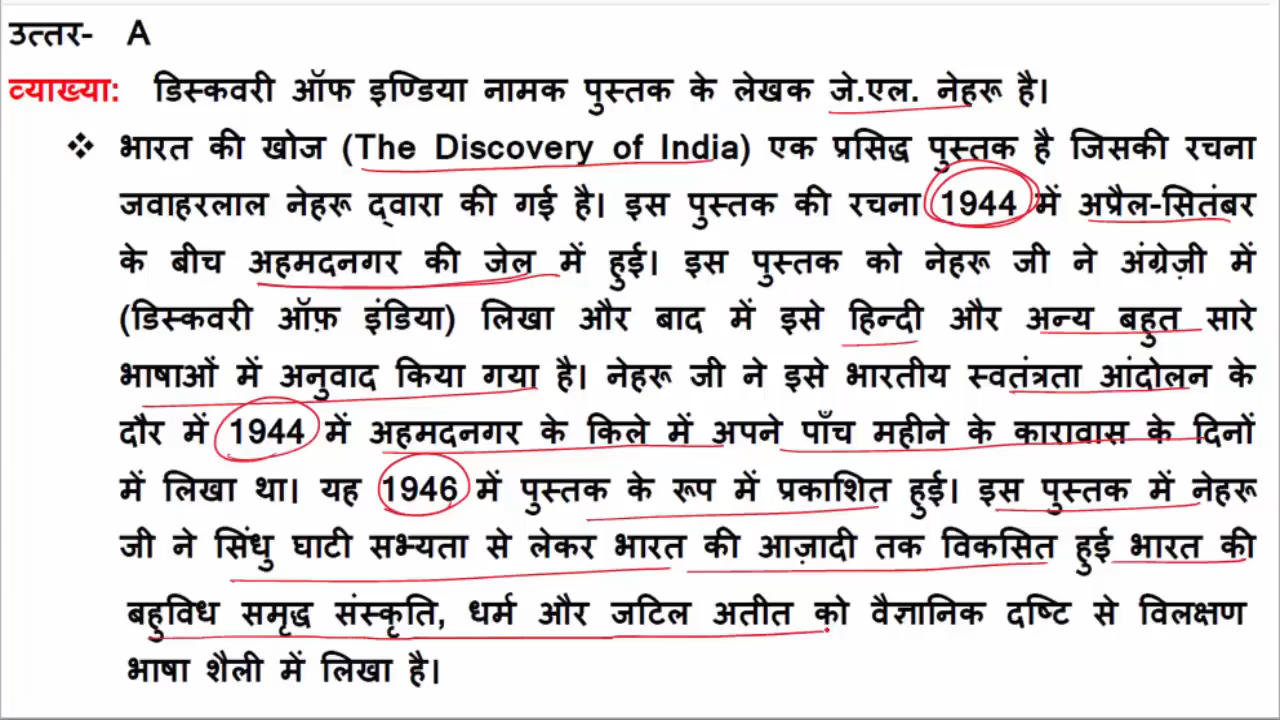 उत्तर- A
व्याख्या: डिस्कवरी ऑफ इण्डिया नामक पुस्तक के लेखक जे.एल. नेहरू है।
❖ भारत की खोज (The Discovery of India) एक प्रसिद्ध पुस्तक है जिसकी रचना
जवाहरलाल नेहरू द्वारा की गई है। इस पुस्तक की रचना 1944 में अप्रैल-सितंबर
के बीच अहमदनगर की जेल में हुई। इस पुस्तक को नेहरू जी ने अंग्रेज़ी में
(डिस्कवरी ऑफ़ इंडिया) लिखा और बाद में इसे हिन्दी और अन्य बहुत सारे
भाषाओं में अनुवाद किया गया है। नेहरू जी ने इसे भारतीय स्वतंत्रता आंदोलन के
दौर में 1944 में अहमदनगर के किले में अपने पाँच महीने के कारावास के दिनों
में लिखा था। यह 1946 में पुस्तक के रूप में प्रकाशित हुई। इस पुस्तक में नेहरू
जी ने सिंधु घाटी सभ्यता से लेकर भारत की आज़ादी तक विकसित हुई भारत की
बहुविध समृद्ध संस्कृति, धर्म और जटिल अतीत को वैज्ञानिक दष्टि से विलक्षण
भाषा शैली में लिखा है।